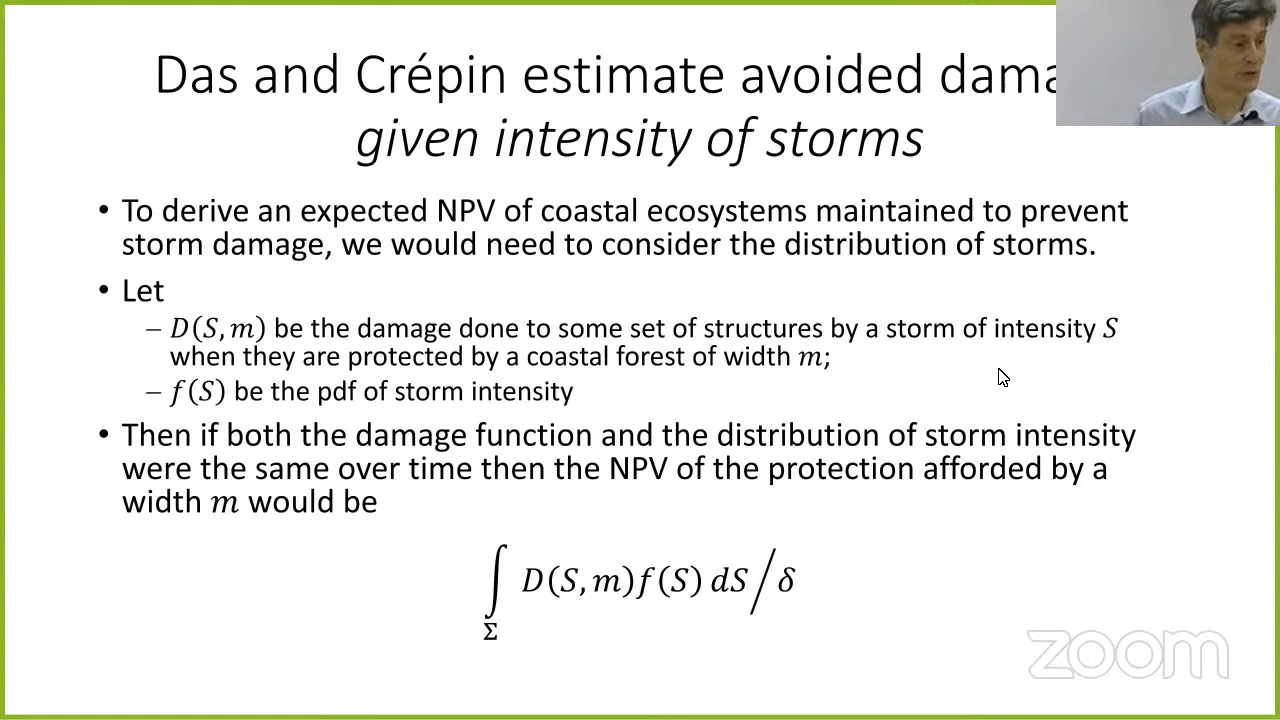 Das and Crépin estimate avoided dama
given intensity of storms
• To derive an expected NPV of coastal ecosystems maintained to prevent
storm damage, we would need to consider the distribution of storms.
• Let
– D(S, m) be the damage done to some set of structures by a storm of intensity S
when they are protected by a coastal forest of width m;
– f(S) be the pdf of storm intensity
• Then if both the damage function and the distribution of storm intensity
were the same over time then the NPV of the protection afforded by a
width m would be
∫ D(S, m)f(S) dS / δ
Σ
zoom